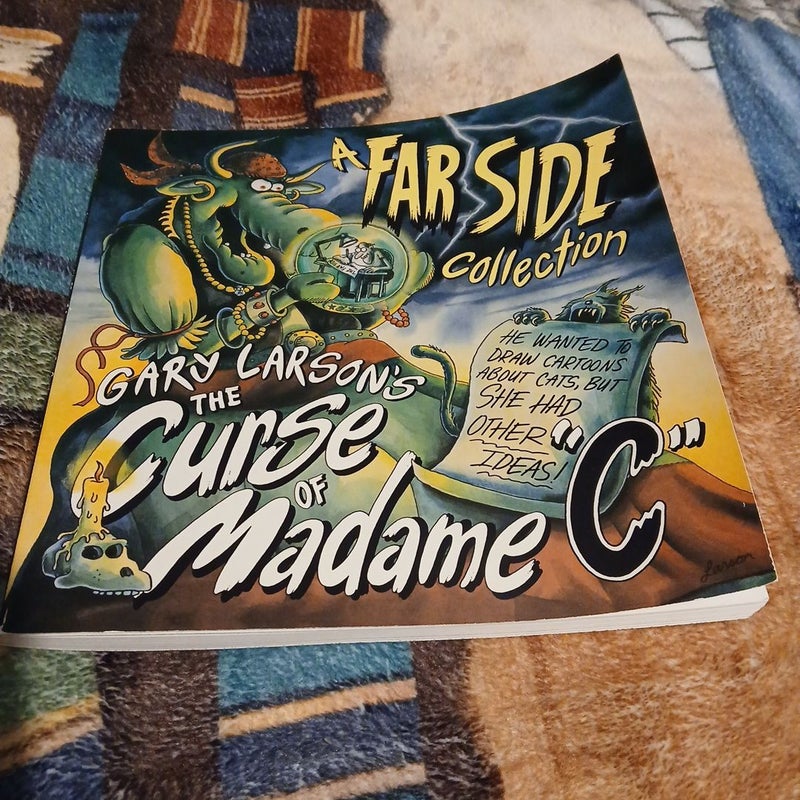 A FAR SIDE
Collection
GARY LARSON'S
THE
Curse
OF
Madame "C"
HE WANTED TO
DRAW CARTOONS
ABOUT CATS, BUT
SHE HAD
OTHER
IDEAS!
Larson